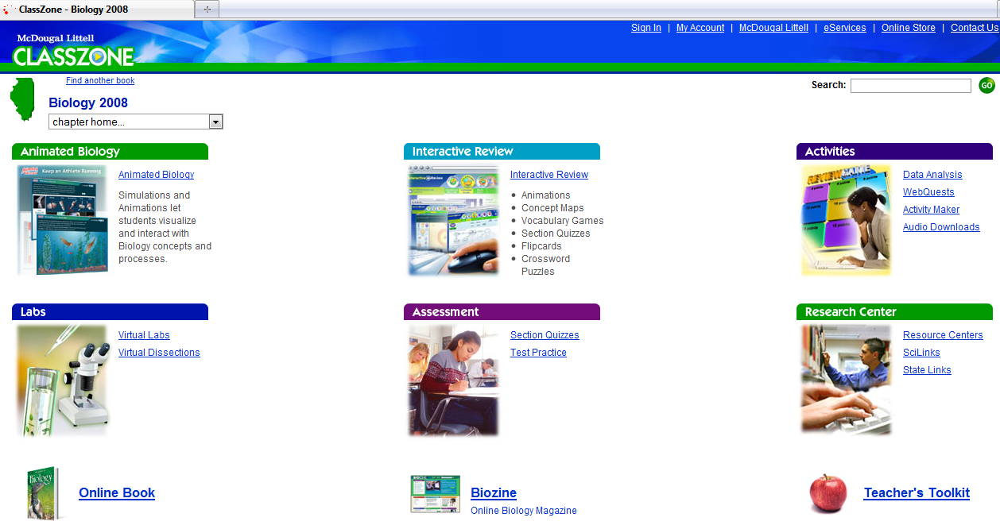 ClassZone - Biology 2008
McDougal Littell
CLASSZONE
Sign In | My Account | McDougal Littell | eServices | Online Store | Contact Us
Find another book
Search:
GO
Biology 2008
chapter home...
Animated Biology
Keep an Athlete Running
Animated Biology
Simulations and
Animations let
students visualize
and interact with
Biology concepts and
processes.
Interactive Review
Interactive Review
• Animations
• Concept Maps
• Vocabulary Games
• Section Quizzes
• Flipcards
• Crossword
Puzzles
Activities
REVIEW GAME
Data Analysis
WebQuests
Activity Maker
Audio Downloads
Labs
Virtual Labs
Virtual Dissections
Assessment
Section Quizzes
Test Practice
Research Center
Resource Centers
SciLinks
State Links
Biology
Online Book
BIOZINE
Biozine
Online Biology Magazine
Teacher's Toolkit